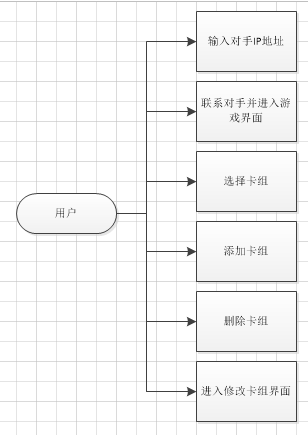 输入对手IP地址
联系对手并进入游
戏界面
选择卡组
用户
添加卡组
删除卡组
进入修改卡组界面